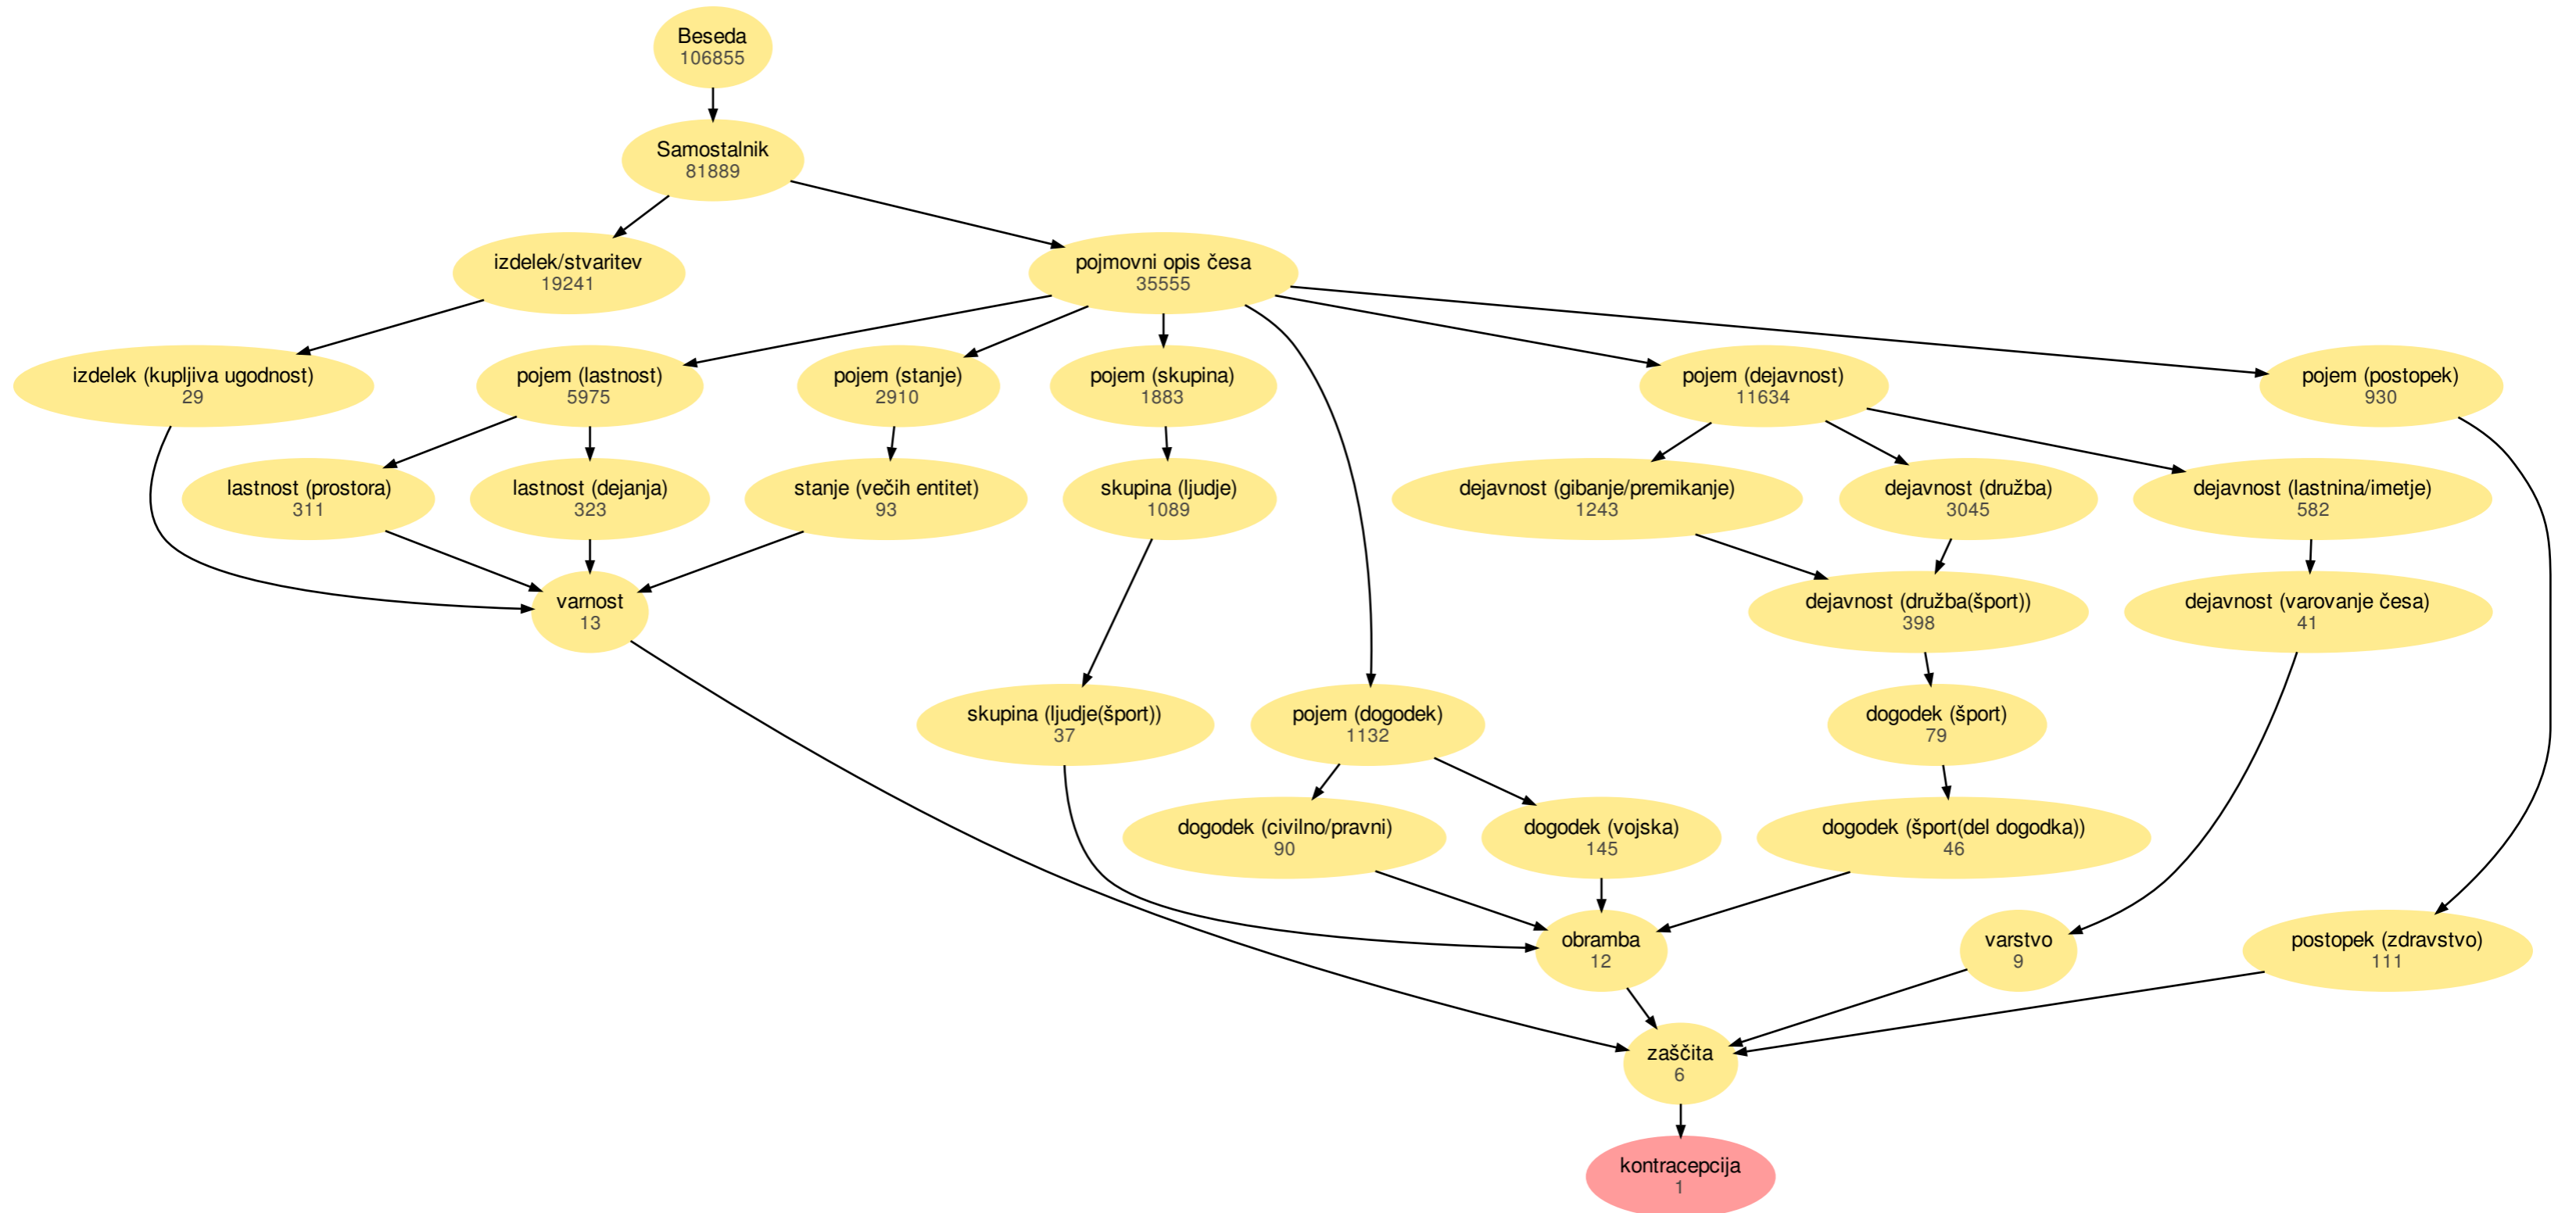 Beseda
106855
Samostalnik
81889
izdelek/stvaritev
19241
pojmovni opis česa
35555
izdelek (kupljiva ugodnost)
29
pojem (lastnost)
5975
pojem (stanje)
2910
pojem (skupina)
1883
pojem (dejavnost)
11634
pojem (postopek)
930
lastnost (prostora)
311
lastnost (dejanja)
323
stanje (večih entitet)
93
skupina (ljudje)
1089
dejavnost (gibanje/premikanje)
1243
dejavnost (družba)
3045
dejavnost (lastnina/imetje)
582
varnost
13
dejavnost (družba(šport))
398
dejavnost (varovanje česa)
41
skupina (ljudje(šport))
37
pojem (dogodek)
1132
dogodek (šport)
79
dogodek (civilno/pravni)
90
dogodek (vojska)
145
dogodek (šport(del dogodka))
46
obramba
12
varstvo
9
postopek (zdravstvo)
111
zaščita
6
kontracepcija
1